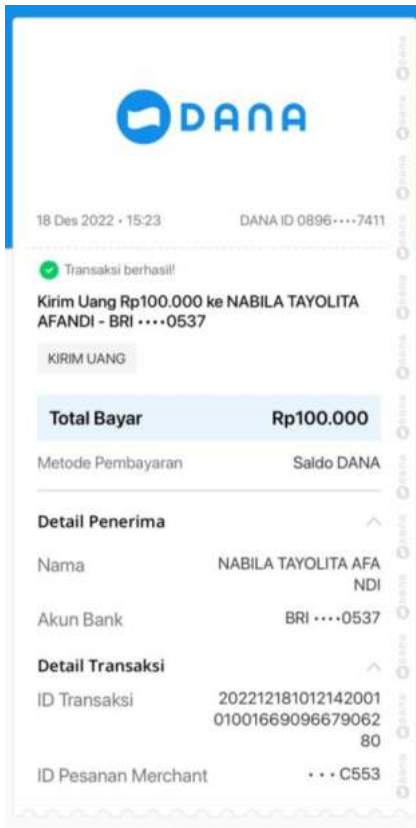 DANA
18 Des 2022 • 15:23 DANA ID 0896····7411
Transaksi berhasil!
Kirim Uang Rp100.000 ke NABILA TAYOLITA
AFANDI - BRI ····0537
KIRIM UANG
Total Bayar Rp100.000
Metode Pembayaran Saldo DANA
Detail Penerima
Nama NABILA TAYOLITA AFA
NDI
Akun Bank BRI ····0537
Detail Transaksi
ID Transaksi 202212181012142001
01001669096679062
80
ID Pesanan Merchant ···C553